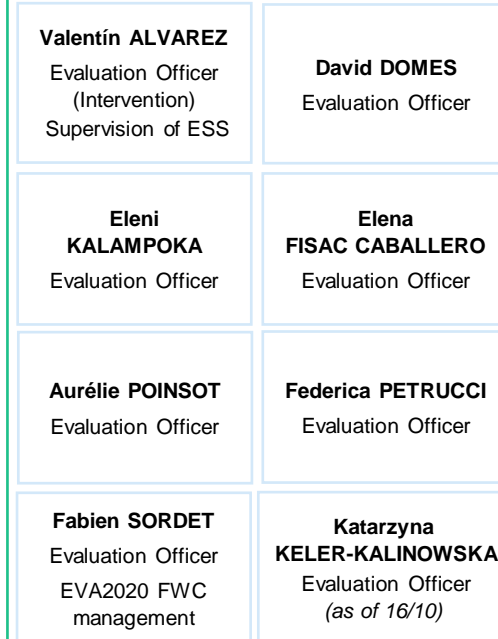 Valentín ALVAREZ
Evaluation Officer
(Intervention)
Supervision of ESS
David DOMES
Evaluation Officer
Eleni
KALAMPOKA
Evaluation Officer
Elena
FISAC CABALLERO
Evaluation Officer
Aurélie POINSOT
Evaluation Officer
Federica PETRUCCI
Evaluation Officer
Fabien SORDET
Evaluation Officer
EVA2020 FWC
management
Katarzyna
KELER-KALINOWSKA
Evaluation Officer
(as of 16/10)